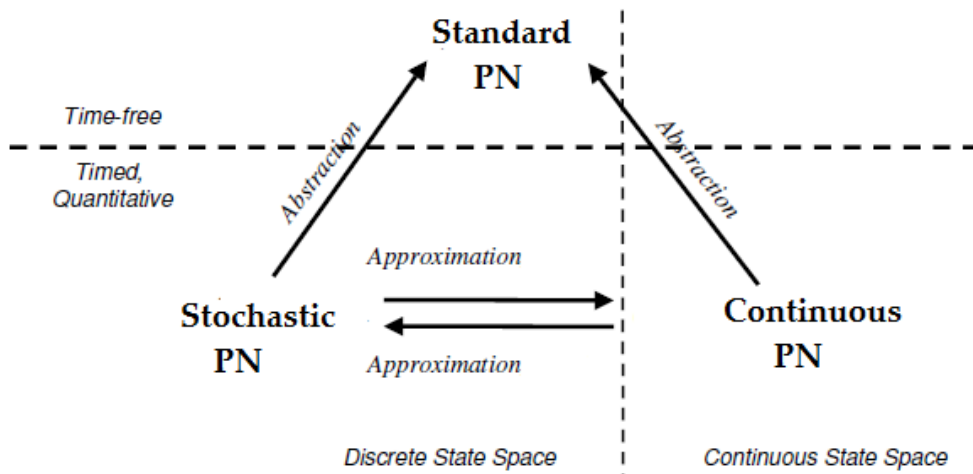 Standard
PN
Time-free
Timed,
Quantitative
Abstraction
Abstraction
Approximation
Stochastic
PN
Approximation
Continuous
PN
Discrete State Space
Continuous State Space